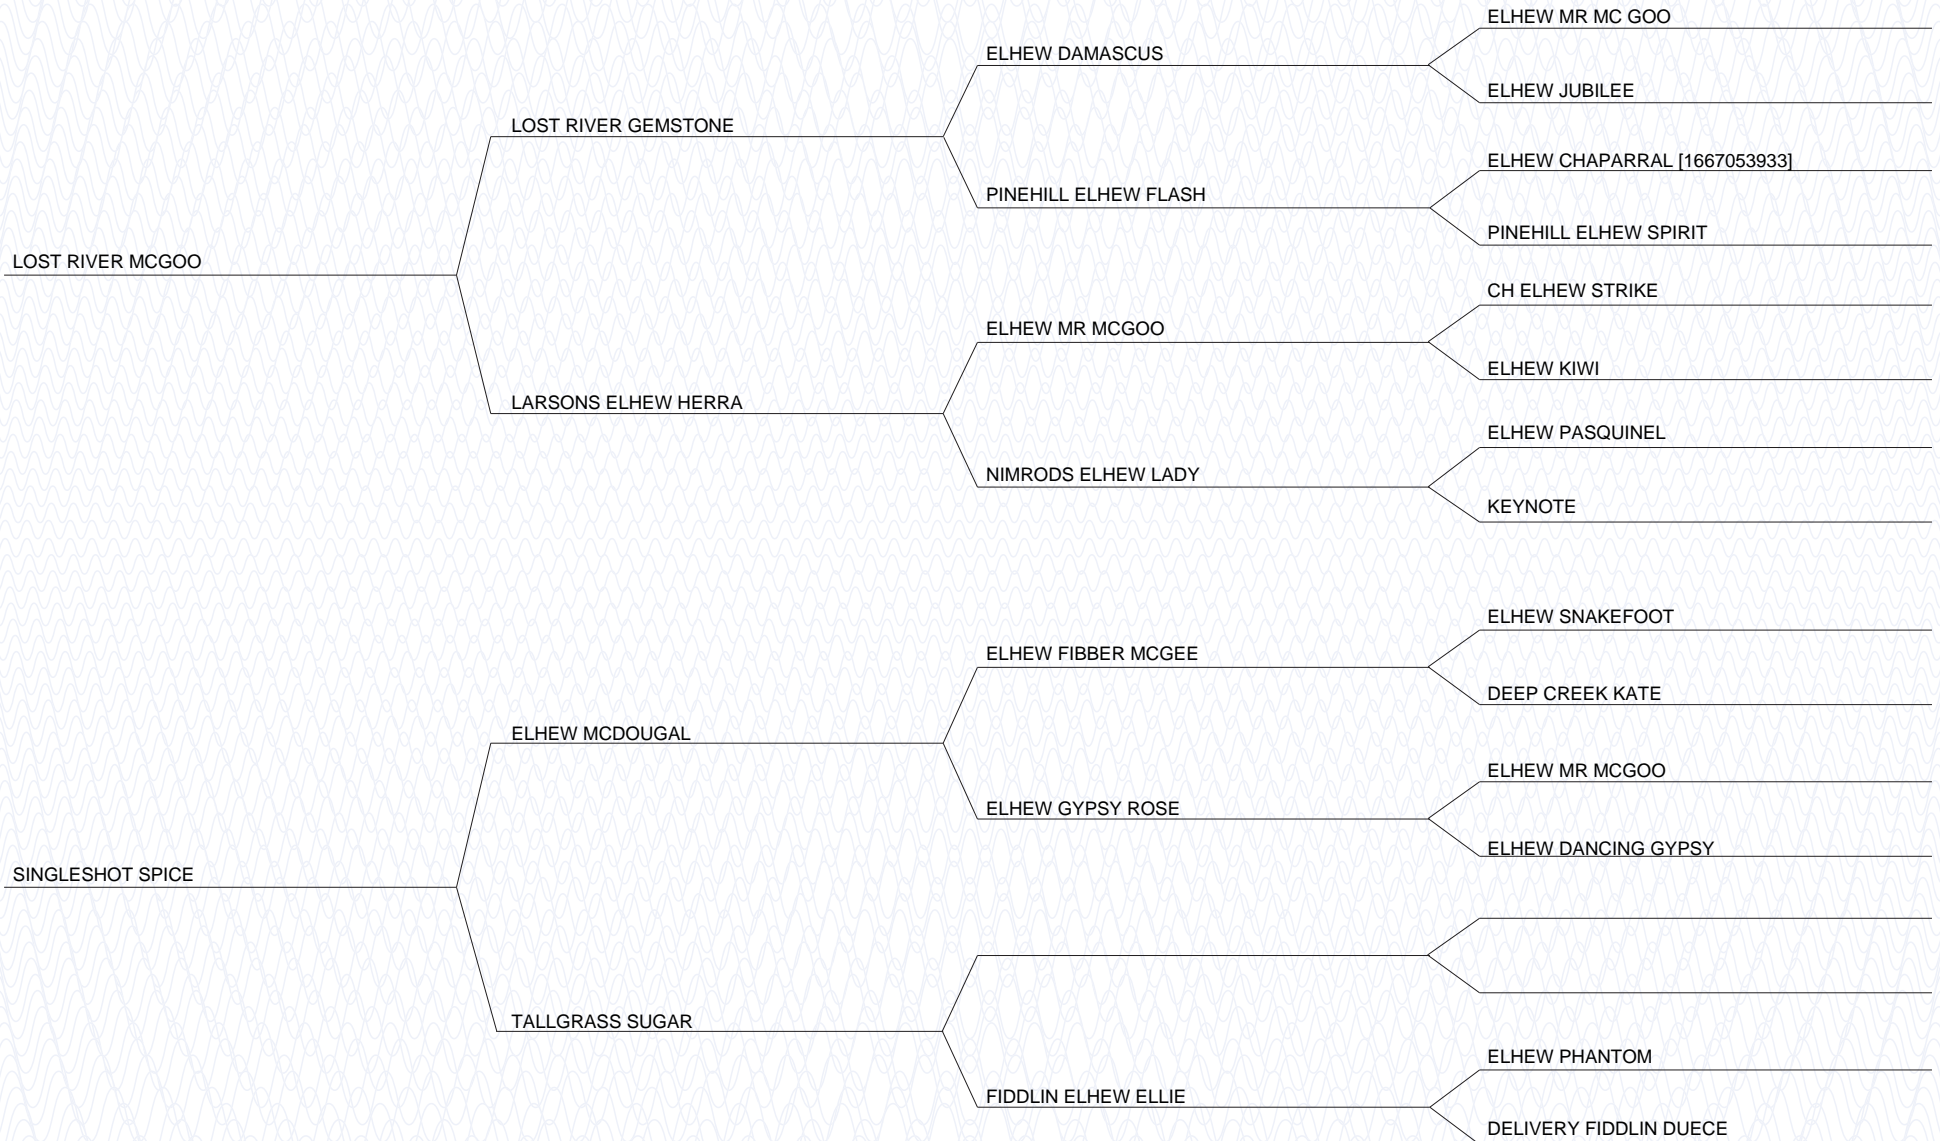 ELHEW MR MC GOO
ELHEW DAMASCUS
ELHEW JUBILEE
LOST RIVER GEMSTONE
ELHEW CHAPARRAL [1667053933]
PINEHILL ELHEW FLASH
PINEHILL ELHEW SPIRIT
LOST RIVER MCGOO
CH ELHEW STRIKE
ELHEW MR MCGOO
ELHEW KIWI
LARSONS ELHEW HERRA
ELHEW PASQUINEL
NIMRODS ELHEW LADY
KEYNOTE
ELHEW SNAKEFOOT
ELHEW FIBBER MCGEE
DEEP CREEK KATE
ELHEW MCDOUGAL
ELHEW MR MCGOO
ELHEW GYPSY ROSE
ELHEW DANCING GYPSY
SINGLESHOT SPICE
TALLGRASS SUGAR
ELHEW PHANTOM
FIDDLIN ELHEW ELLIE
DELIVERY FIDDLIN DUECE